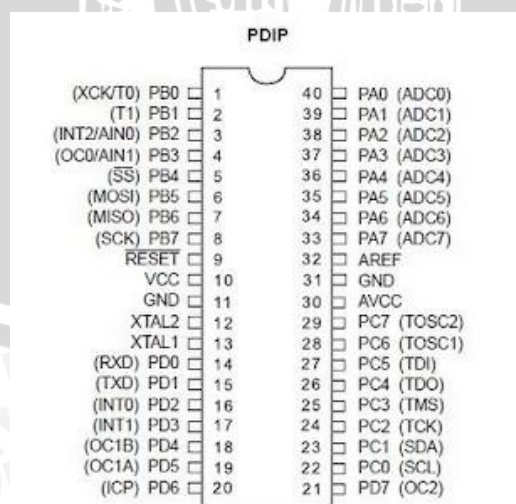 PDIP
(XCK/T0) PB0 1 40 PA0 (ADC0)
(T1) PB1 2 39 PA1 (ADC1)
(INT2/AIN0) PB2 3 38 PA2 (ADC2)
(OC0/AIN1) PB3 4 37 PA3 (ADC3)
(SS) PB4 5 36 PA4 (ADC4)
(MOSI) PB5 6 35 PA5 (ADC5)
(MISO) PB6 7 34 PA6 (ADC6)
(SCK) PB7 8 33 PA7 (ADC7)
RESET 9 32 AREF
VCC 10 31 GND
GND 11 30 AVCC
XTAL2 12 29 PC7 (TOSC2)
XTAL1 13 28 PC6 (TOSC1)
(RXD) PD0 14 27 PC5 (TDI)
(TXD) PD1 15 26 PC4 (TDO)
(INT0) PD2 16 25 PC3 (TMS)
(INT1) PD3 17 24 PC2 (TCK)
(OC1B) PD4 18 23 PC1 (SDA)
(OC1A) PD5 19 22 PC0 (SCL)
(ICP) PD6 20 21 PD7 (OC2)